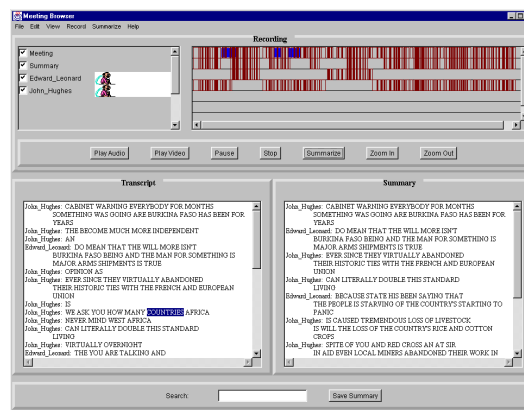 Meeting Browser
File Edit View Record Summarize Help
Recording
Meeting
Summary
Edward_Leonard
John_Hughes
Play Audio Play Video Pause Stop Summarize Zoom In Zoom Out
Transcript
John_Hughes: CABINET WARNING EVERYBODY FOR MONTHS
SOMETHING WAS GOING ARE BURKINA FASO HAS BEEN FOR
YEARS
John_Hughes: THE BECOME MUCH MORE INDEPENDENT
John_Hughes: AN
Edward_Leonard: DO MEAN THAT THE WILL MORE ISN'T
BURKINA FASO BEING AND THE MAN FOR SOMETHING IS
MAJOR ARMS SHIPMENTS IS TRUE
John_Hughes: OPINION AS
John_Hughes: EVER SINCE THEY VIRTUALLY ABANDONED
THEIR HISTORIC TIES WITH THE FRENCH AND EUROPEAN
UNION
John_Hughes: IS
John_Hughes: WE ASK YOU HOW MANY COUNTRIES AFRICA
John_Hughes: NEVER MIND WEST AFRICA
John_Hughes: CAN LITERALLY DOUBLE THIS STANDARD
LIVING
John_Hughes: VIRTUALLY OVERNIGHT
Edward_Leonard: THE YOU ARE TALKING AND
Summary
John_Hughes: CABINET WARNING EVERYBODY FOR MONTHS
SOMETHING WAS GOING ARE BURKINA FASO HAS BEEN FOR
YEARS
Edward_Leonard: DO MEAN THAT THE WILL MORE ISN'T
BURKINA FASO BEING AND THE MAN FOR SOMETHING IS
MAJOR ARMS SHIPMENTS IS TRUE
John_Hughes: EVER SINCE THEY VIRTUALLY ABANDONED
THEIR HISTORIC TIES WITH THE FRENCH AND EUROPEAN
UNION
John_Hughes: CAN LITERALLY DOUBLE THIS STANDARD
LIVING
Edward_Leonard: BECAUSE STATE HIS BEEN SAYING THAT
THE PEOPLE IS STARVING OF THE COUNTRY'S STARTING TO
PANIC
John_Hughes: IS CAUSED TREMENDOUS LOSS OF LIVESTOCK
IS WILL THE LOSS OF THE COUNTRY'S RICE AND COTTON
CROPS
John_Hughes: SPITE OF YOU AND RED CROSS AN AT SIR
IN AID EVEN LOCAL MINERS ABANDONED THEIR WORK IN
Search:
Save Summary